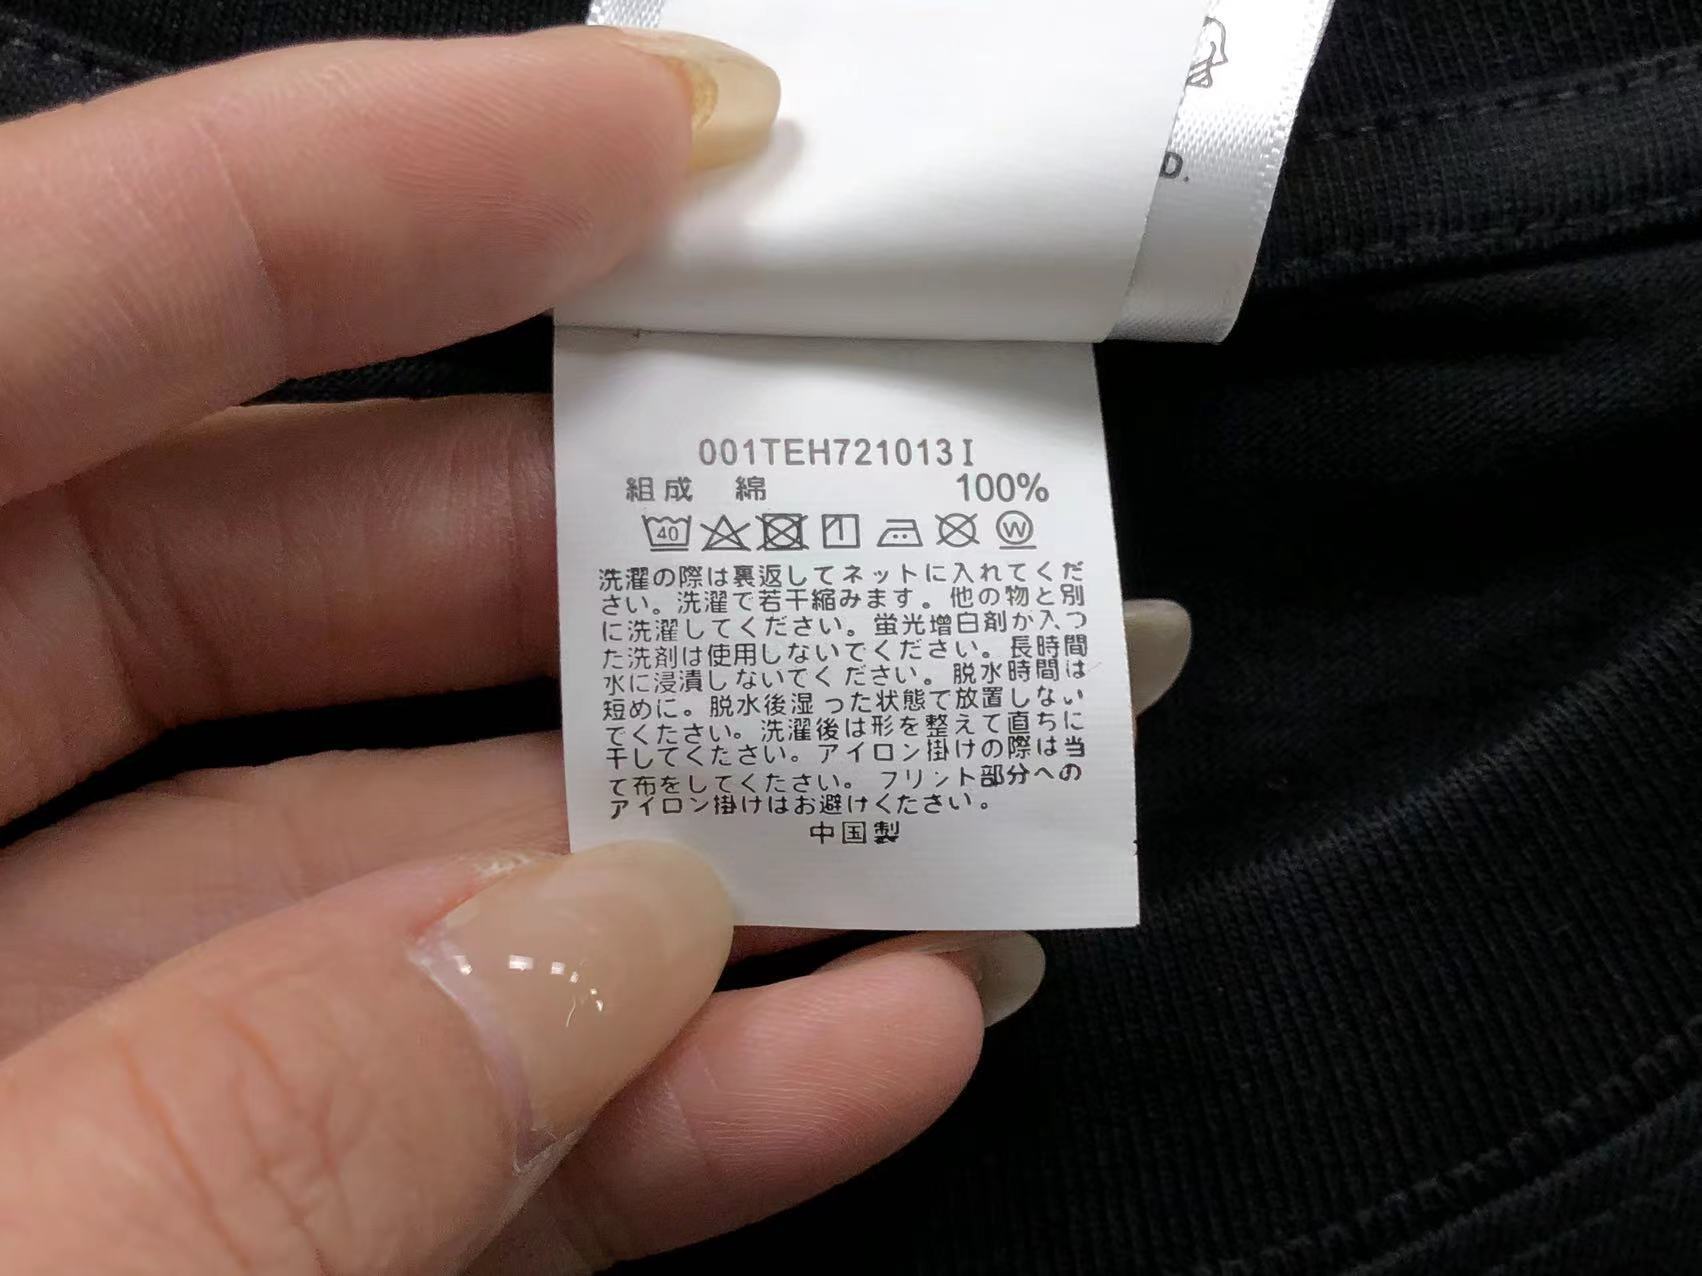 D.
001TEH721013I
組成 綿 100%
40
W
洗濯の際は裏返してネットに入れてくだ
さい。洗濯で若干縮みます。他の物と別
に洗濯してください。蛍光増白剤か入つ
た洗剤は使用しないでください。長時間
水に浸漬しないてください。脱水時間は
短めに。脱水後湿った状態で放置しない
てください。洗濯後は形を整えて直ちに
干してください。アイロン掛けの際は当
て布をしてください。フリント部分への
アイロン掛けはお避けください。
中国製